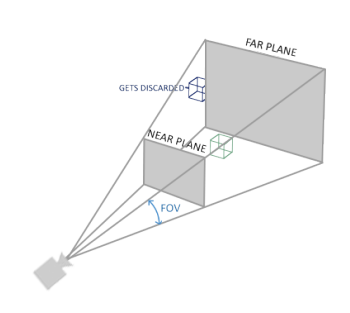 FAR PLANE
GETS DISCARDED
NEAR PLANE
FOV